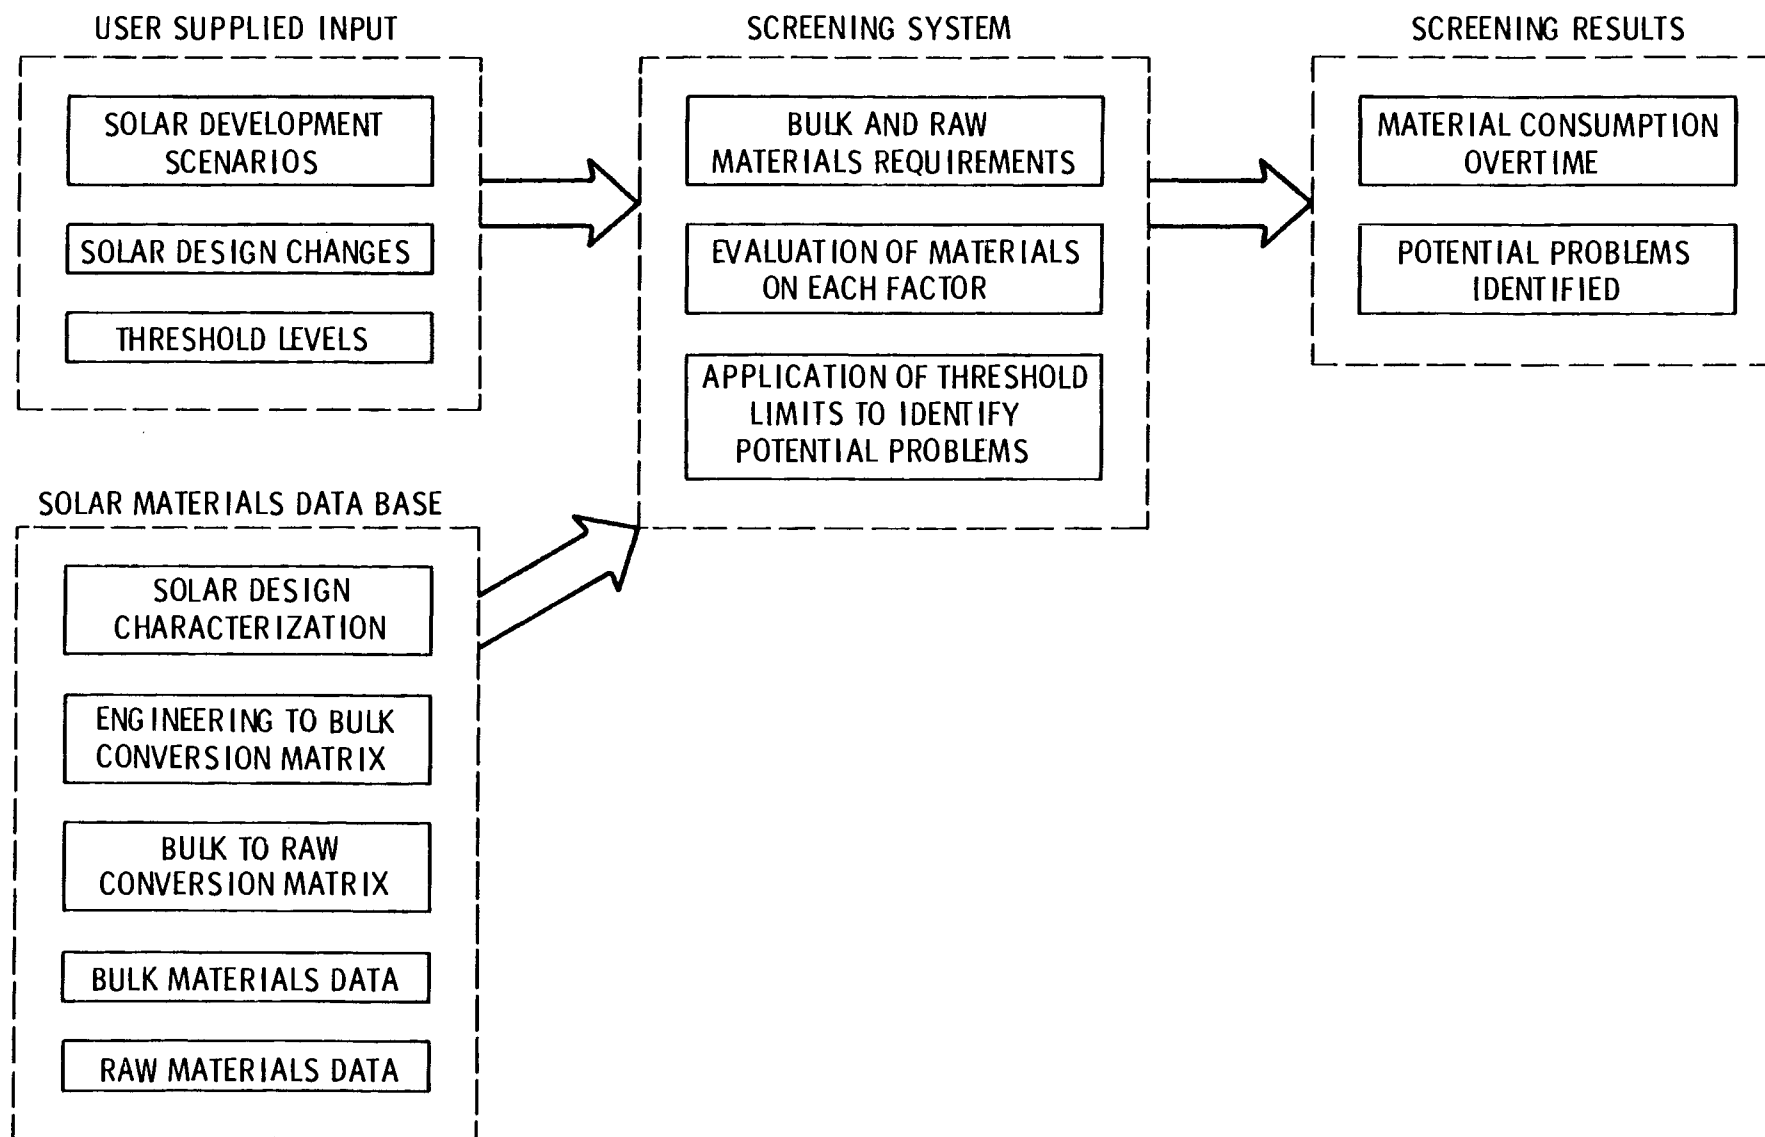 USER SUPPLIED INPUT
SOLAR DEVELOPMENT
SCENARIOS
SOLAR DESIGN CHANGES
THRESHOLD LEVELS
SOLAR MATERIALS DATA BASE
SOLAR DESIGN
CHARACTERIZATION
ENGINEERING TO BULK
CONVERSION MATRIX
BULK TO RAW
CONVERSION MATRIX
BULK MATERIALS DATA
RAW MATERIALS DATA
SCREENING SYSTEM
BULK AND RAW
MATERIALS REQUIREMENTS
EVALUATION OF MATERIALS
ON EACH FACTOR
APPLICATION OF THRESHOLD
LIMITS TO IDENTIFY
POTENTIAL PROBLEMS
SCREENING RESULTS
MATERIAL CONSUMPTION
OVERTIME
POTENTIAL PROBLEMS
IDENTIFIED